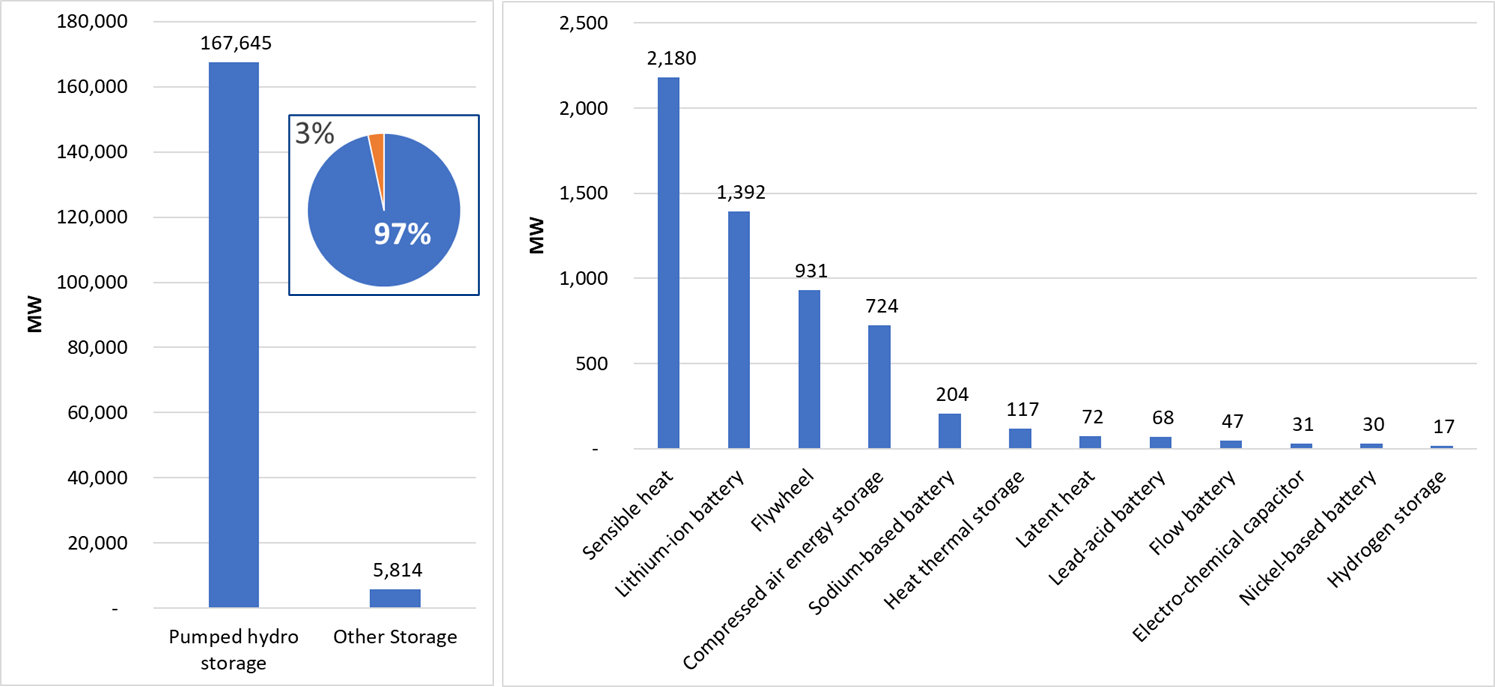 180,000
167,645
160,000
140,000
120,000
100,000
80,000
60,000
40,000
20,000
-
MW
3%
97%
5,814
Pumped hydro
storage
Other Storage
2,500
2,000
1,500
1,000
500
-
MW
2,180
1,392
931
724
204
117
72
68
47
31
30
17
Sensible heat
Lithium-ion battery
Flywheel
Compressed air energy storage
Sodium-based battery
Heat thermal storage
Latent heat
Lead-acid battery
Flow battery
Electro-chemical capacitor
Nickel-based battery
Hydrogen storage